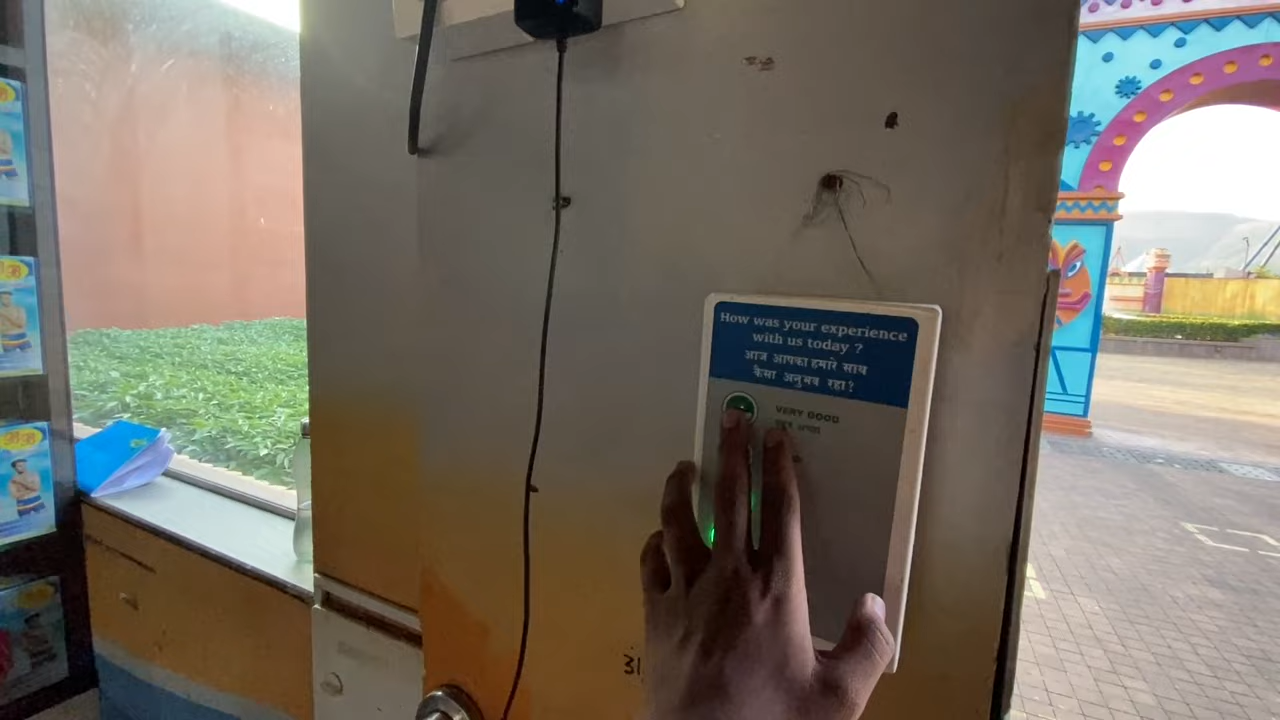 How was your experience
with us today ?
आज आपका हमारे साथ
कैसा अनुभव रहा?
VERY GOOD